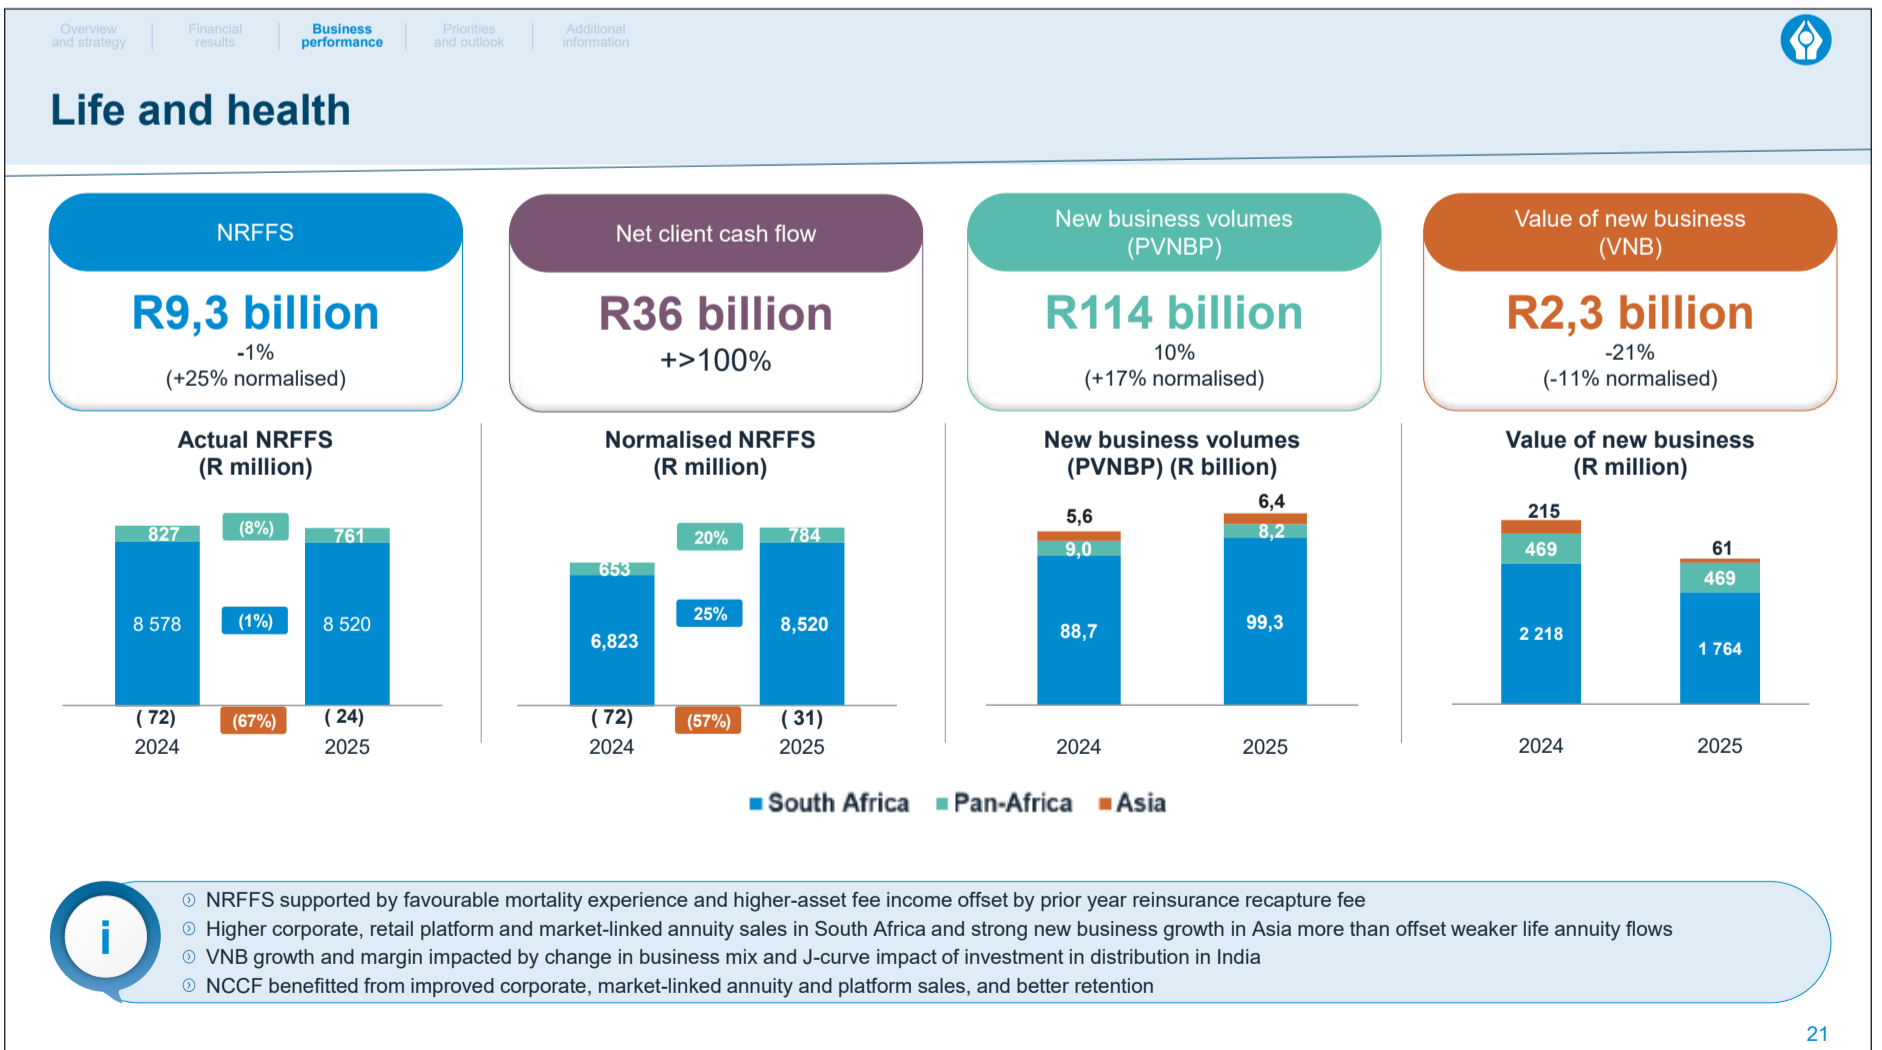 Overview
and strategy
Financial
results
Business
performance
Priorities
and outlook
Additional
information
Life and health
NRFFS
R9,3 billion
-1%
(+25% normalised)
Net client cash flow
R36 billion
+>100%
New business volumes
(PVNBP)
R114 billion
10%
(+17% normalised)
Value of new business
(VNB)
R2,3 billion
-21%
(-11% normalised)
Actual NRFFS
(R million)
827
(8%)
761
8 578
(1%)
8 520
( 72)
(67%)
( 24)
2024
2025
Normalised NRFFS
(R million)
653
20%
784
6,823
25%
8,520
( 72)
(57%)
( 31)
2024
2025
New business volumes
(PVNBP) (R billion)
5,6
6,4
9,0
8,2
88,7
99,3
2024
2025
Value of new business
(R million)
215
61
469
469
2 218
1 764
2024
2025
South Africa
Pan-Africa
Asia
i
NRFFS supported by favourable mortality experience and higher-asset fee income offset by prior year reinsurance recapture fee
Higher corporate, retail platform and market-linked annuity sales in South Africa and strong new business growth in Asia more than offset weaker life annuity flows
VNB growth and margin impacted by change in business mix and J-curve impact of investment in distribution in India
NCCF benefitted from improved corporate, market-linked annuity and platform sales, and better retention
21